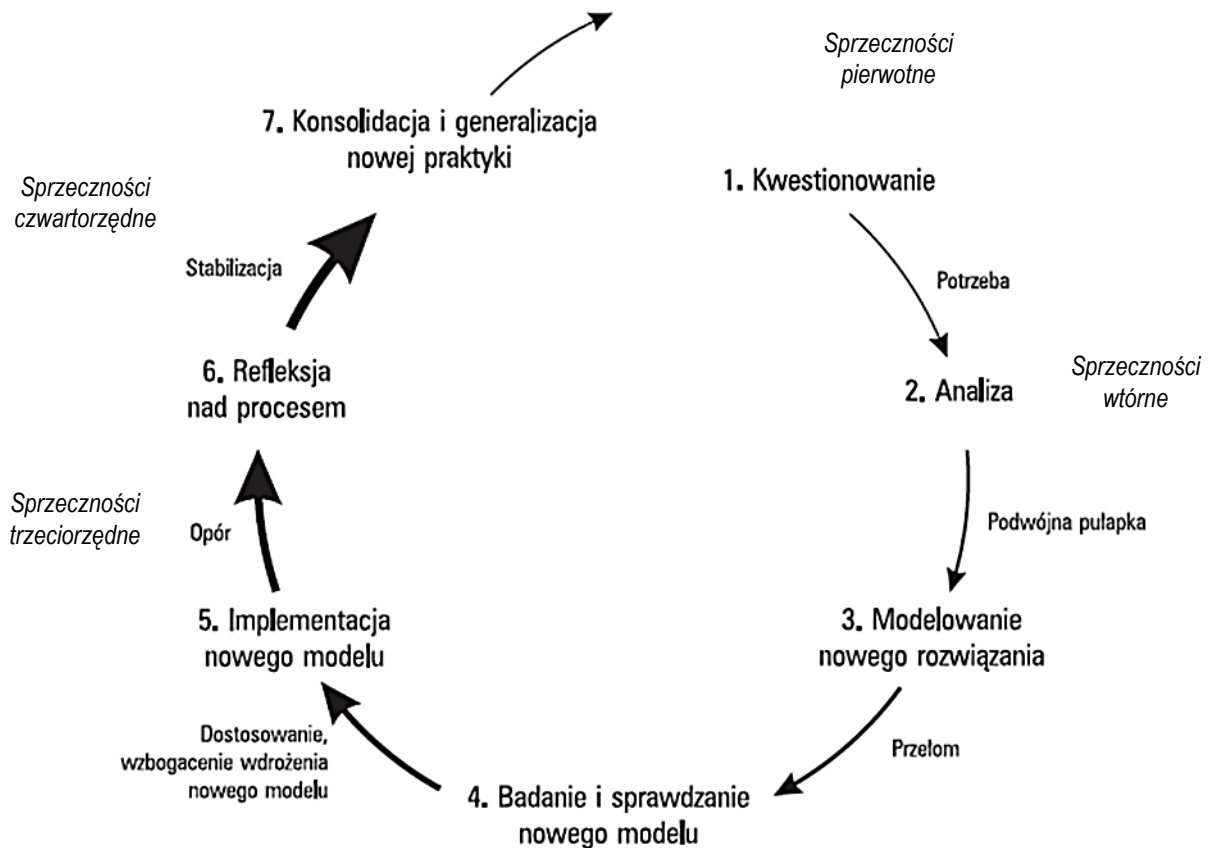 Sprzeczności
pierwotne
7. Konsolidacja i generalizacja
nowej praktyki
1. Kwestionowanie
Sprzeczności
czwartorzędne
Stabilizacja
Potrzeba
6. Refleksja
nad procesem
2. Analiza
Sprzeczności
wtórne
Sprzeczności
trzeciorzędne
Opór
Podwójna pułapka
5. Implementacja
nowego modelu
3. Modelowanie
nowego rozwiązania
Dostosowanie,
wzbogacenie wdrożenia
nowego modelu
Przełom
4. Badanie i sprawdzanie
nowego modelu